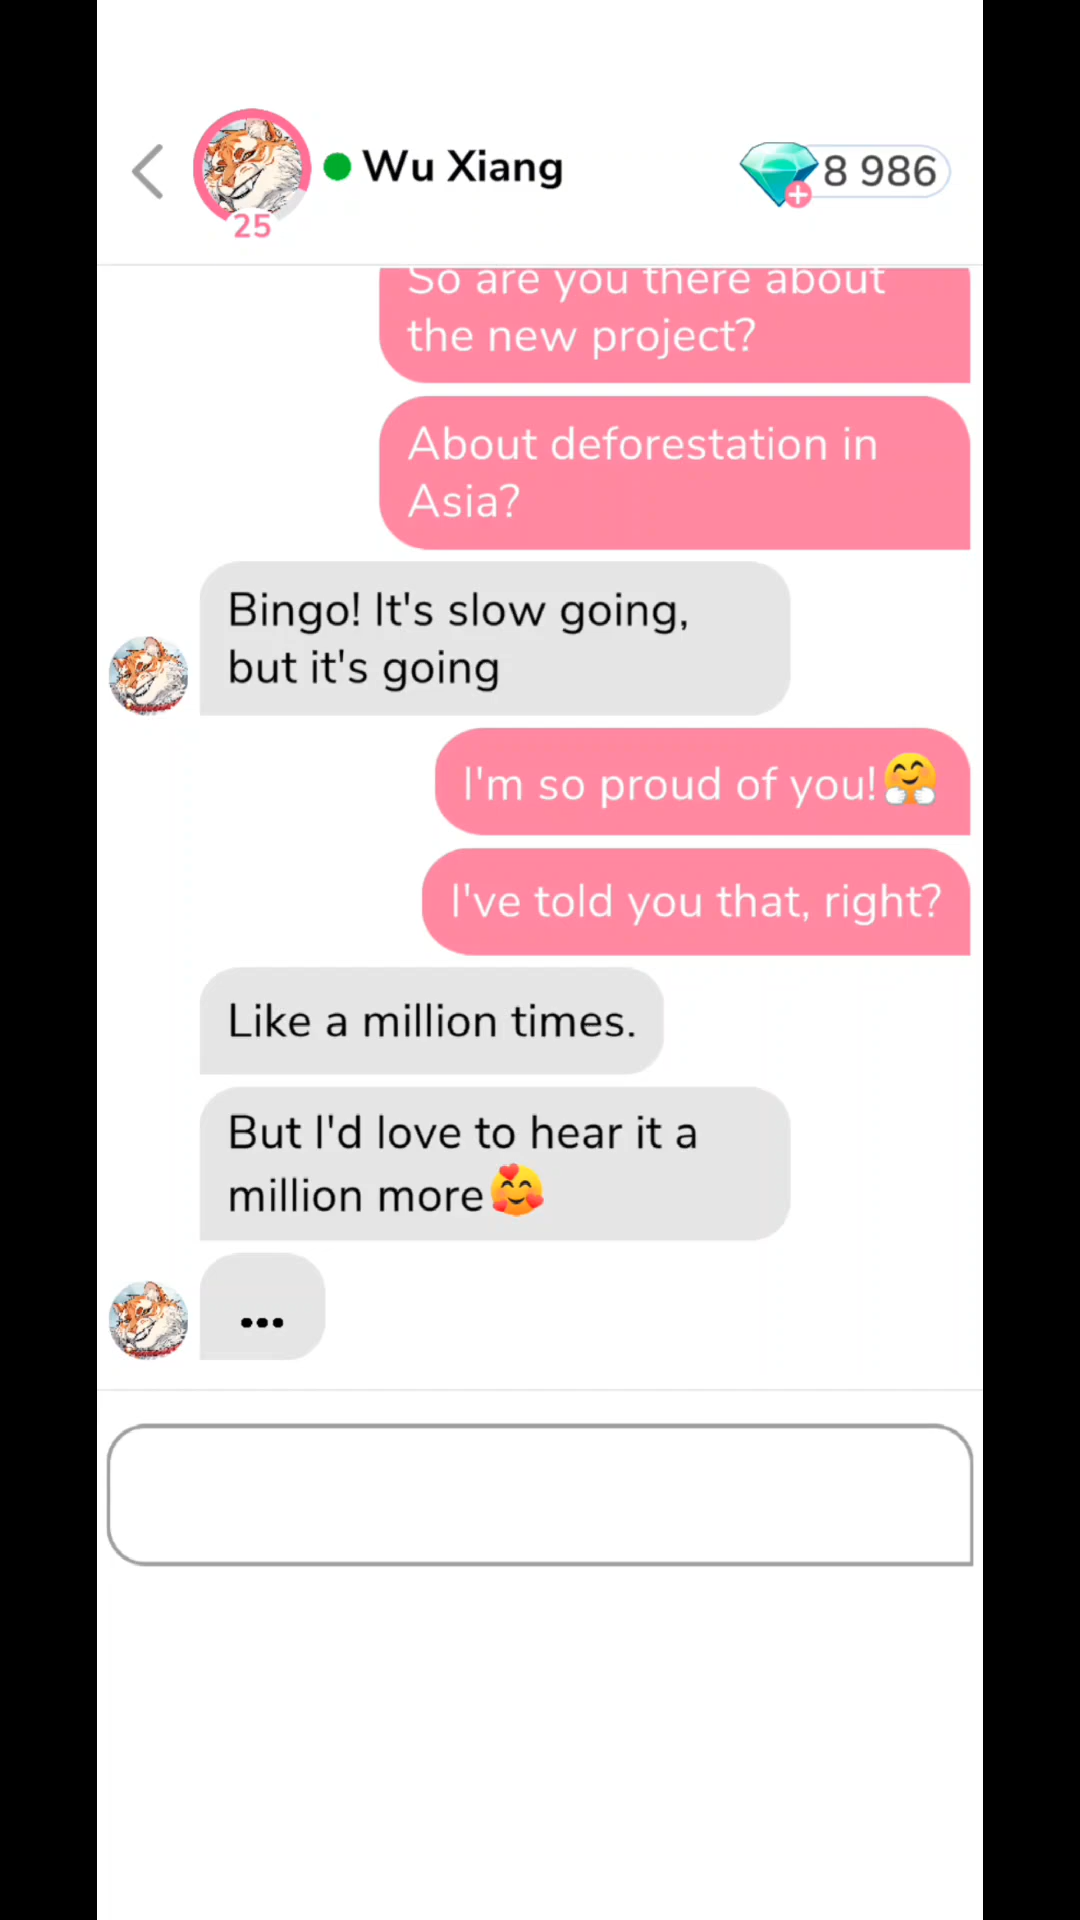 Wu Xiang
8 986
25
So are you there about
the new project?
About deforestation in
Asia?
Bingo! It's slow going,
but it's going
I'm so proud of you!🤗
I've told you that, right?
Like a million times.
But I'd love to hear it a
million more🥰
...